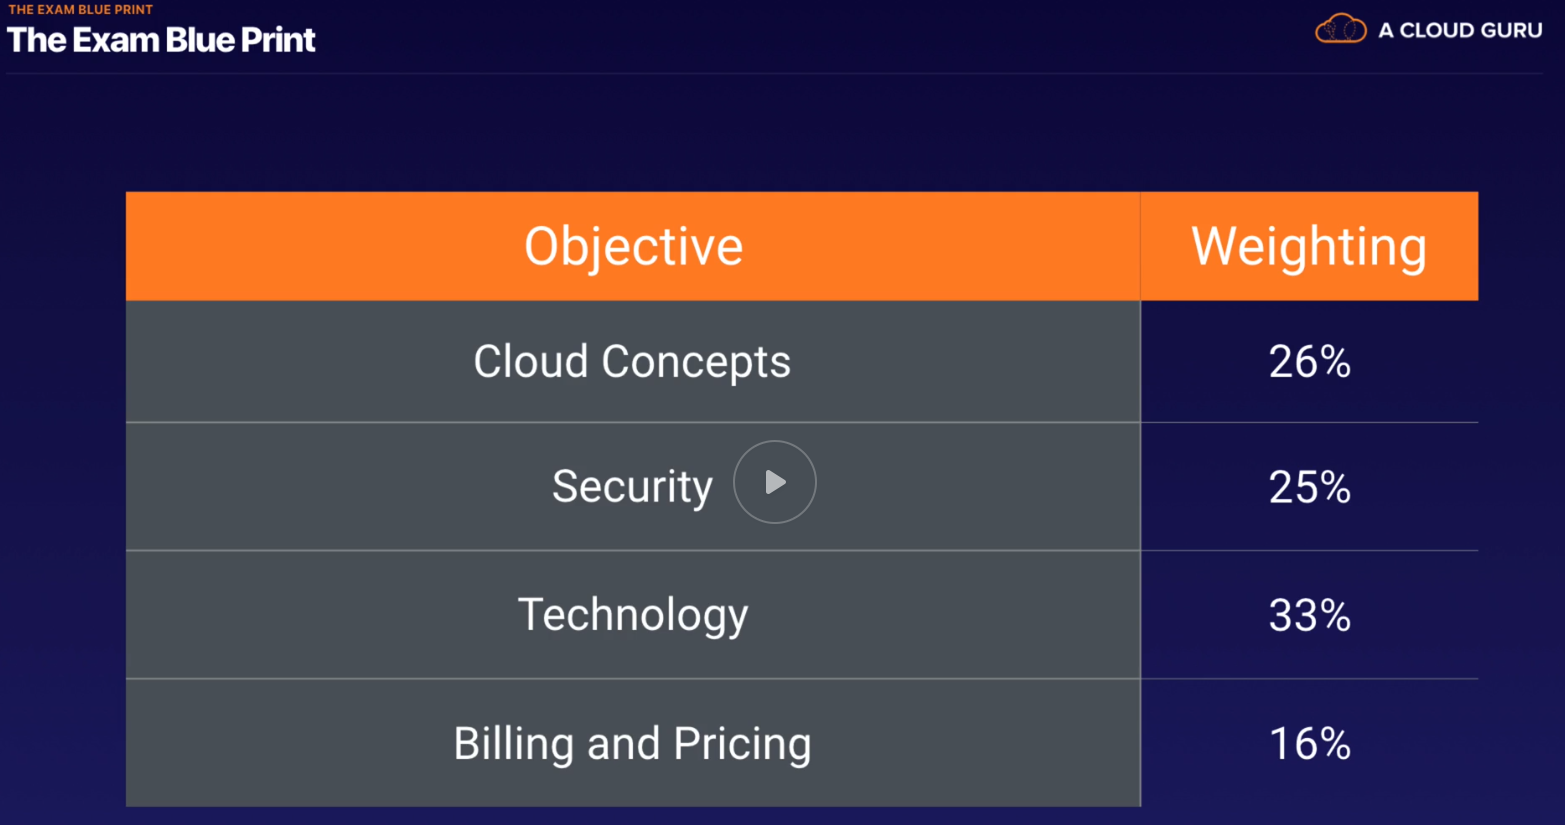 THE EXAM BLUE PRINT
The Exam Blue Print
A CLOUD GURU
Objective Weighting
Cloud Concepts 26%
Security 25%
Technology 33%
Billing and Pricing 16%